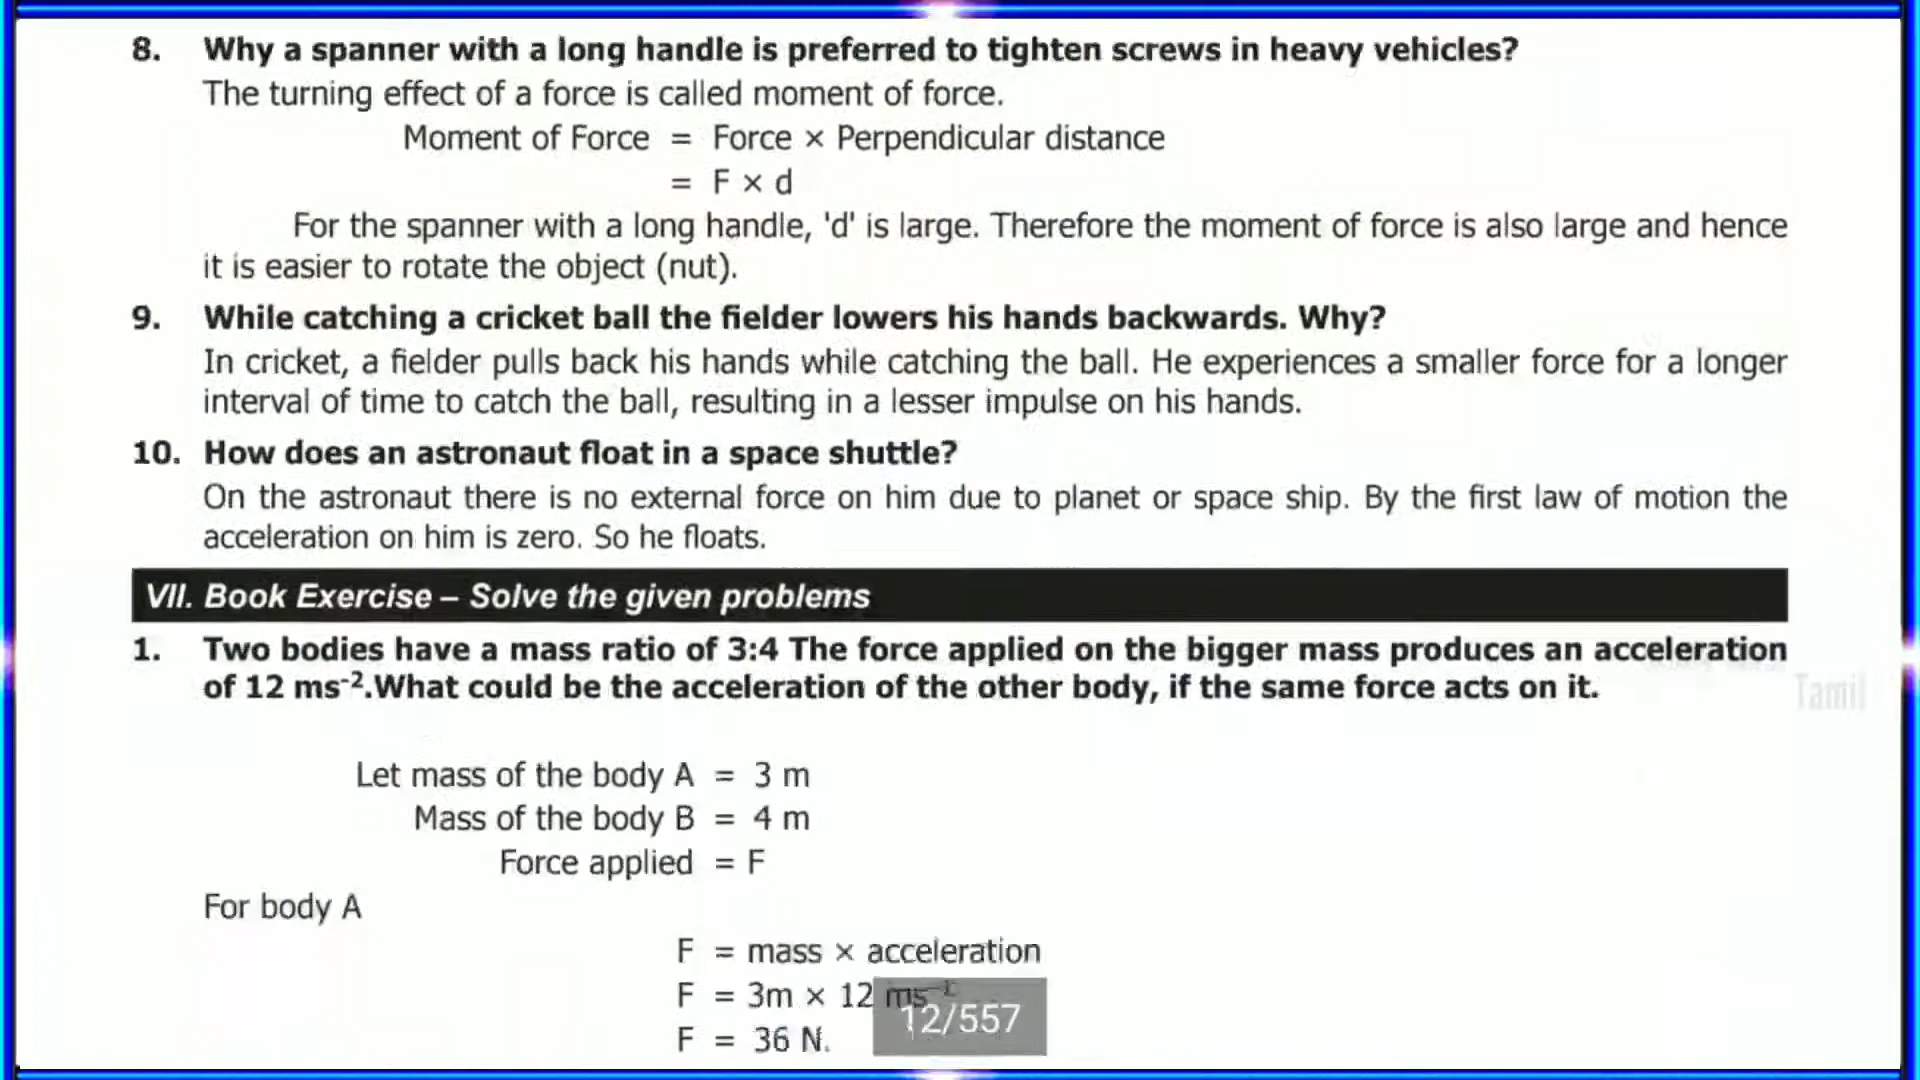 8. Why a spanner with a long handle is preferred to tighten screws in heavy vehicles?
The turning effect of a force is called moment of force.
Moment of Force = Force × Perpendicular distance
= F × d
For the spanner with a long handle, 'd' is large. Therefore the moment of force is also large and hence
it is easier to rotate the object (nut).
9. While catching a cricket ball the fielder lowers his hands backwards. Why?
In cricket, a fielder pulls back his hands while catching the ball. He experiences a smaller force for a longer
interval of time to catch the ball, resulting in a lesser impulse on his hands.
10. How does an astronaut float in a space shuttle?
On the astronaut there is no external force on him due to planet or space ship. By the first law of motion the
acceleration on him is zero. So he floats.
VII. Book Exercise – Solve the given problems
1. Two bodies have a mass ratio of 3:4 The force applied on the bigger mass produces an acceleration
of 12 ms⁻².What could be the acceleration of the other body, if the same force acts on it.
Tamil
Let mass of the body A = 3 m
Mass of the body B = 4 m
Force applied = F
For body A
F = mass × acceleration
F = 3m × 12 ms
12/557
F = 36 N.